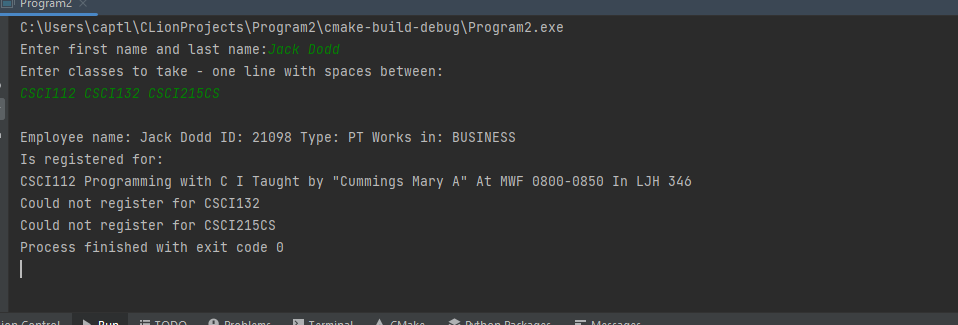 Program2
C:\Users\captl\CLionProjects\Program2\cmake-build-debug\Program2.exe
Enter first name and last name:Jack Dodd
Enter classes to take - one line with spaces between:
CSCI112 CSCI132 CSCI215CS
Employee name: Jack Dodd ID: 21098 Type: PT Works in: BUSINESS
Is registered for:
CSCI112 Programming with C I Taught by "Cummings Mary A" At MWF 0800-0850 In LJH 346
Could not register for CSCI132
Could not register for CSCI215CS
Process finished with exit code 0
Control Run TODO Problems Terminal CMake Python Packages Messages